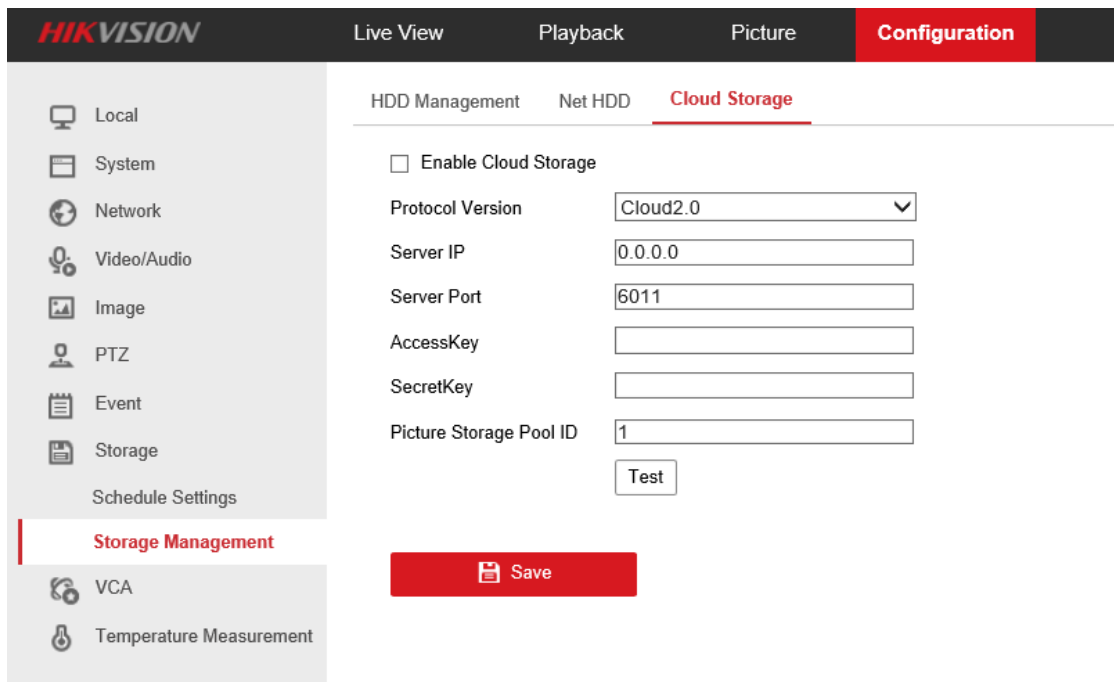 HIKVISION Live View Playback Picture Configuration
HDD Management Net HDD Cloud Storage
Local
System
Network
Video/Audio
Image
PTZ
Event
Storage
Schedule Settings
Storage Management
VCA
Temperature Measurement
Enable Cloud Storage
Protocol Version Cloud2.0
Server IP 0.0.0.0
Server Port 6011
AccessKey
SecretKey
Picture Storage Pool ID 1
Test
Save